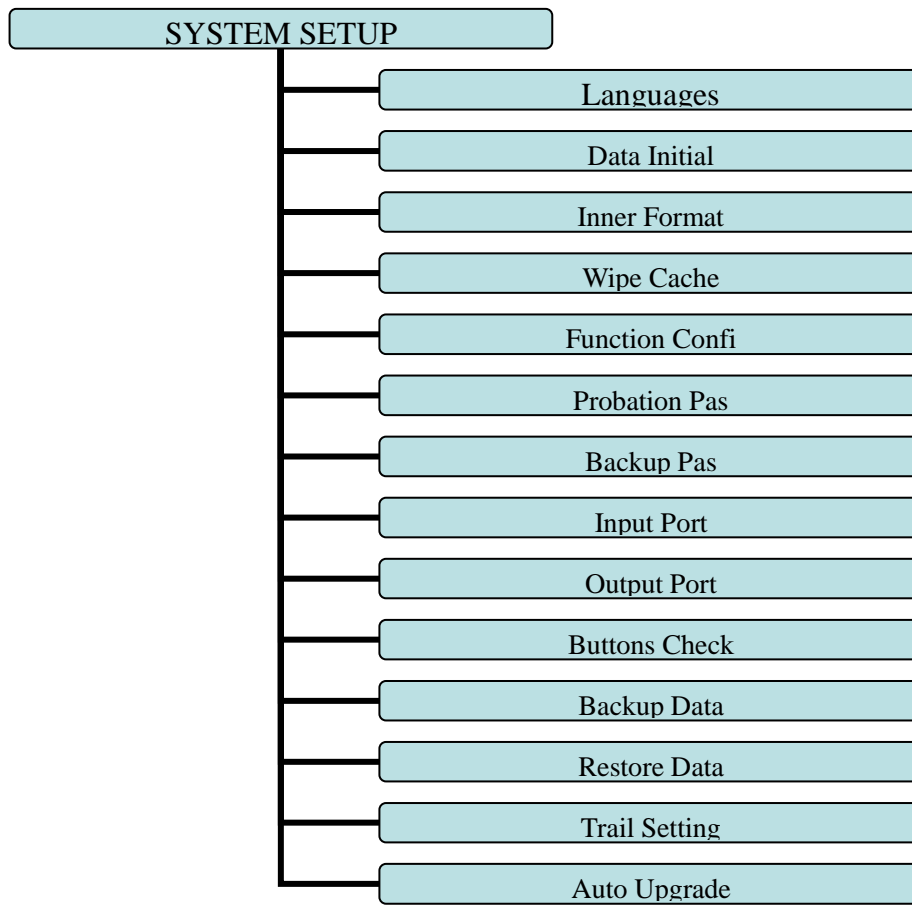 SYSTEM SETUP
Languages
Data Initial
Inner Format
Wipe Cache
Function Confi
Probation Pas
Backup Pas
Input Port
Output Port
Buttons Check
Backup Data
Restore Data
Trail Setting
Auto Upgrade